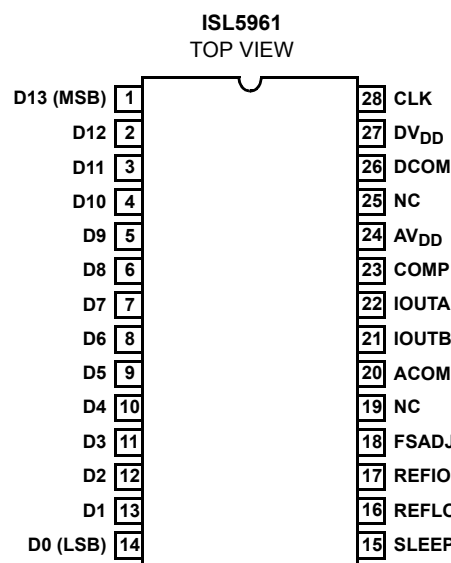 ISL5961
TOP VIEW
D13 (MSB) 1 28 CLK
D12 2 27 DVDD
D11 3 26 DCOM
D10 4 25 NC
D9 5 24 AVDD
D8 6 23 COMP
D7 7 22 IOUTA
D6 8 21 IOUTB
D5 9 20 ACOM
D4 10 19 NC
D3 11 18 FSADJ
D2 12 17 REFIO
D1 13 16 REFLO
D0 (LSB) 14 15 SLEEP